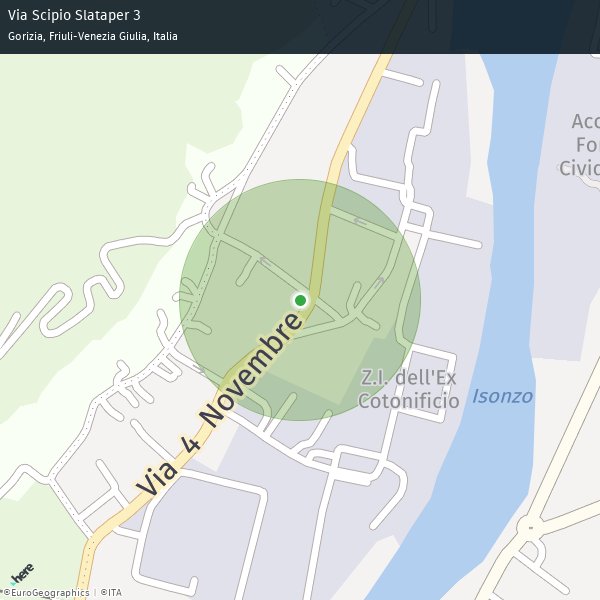 Via Scipio Slataper 3
Gorizia, Friuli-Venezia Giulia, Italia
Acc
Fo
Civic
Via 4 Novembre
Z.I. dell'Ex
Cotonificio
Isonzo
here
*©EuroGeographics | ©ITA